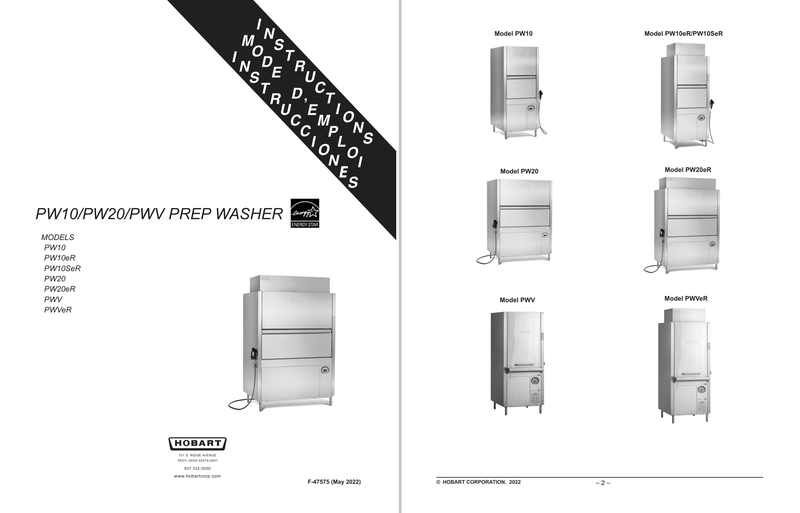 INSTRUCTIONS
MODE D'EMPLOI
INSTRUCCIONES
PW10/PW20/PWV PREP WASHER
ENERGY STAR
MODELS
PW10
PW10eR
PW10SeR
PW20
PW20eR
PWV
PWVeR
HOBART
701 S. RIDGE AVENUE
TROY, OHIO 45374-0001
937 332-3000
www.hobartcorp.com
F-47575 (May 2022)
Model PW10
Model PW10eR/PW10SeR
Model PW20
Model PW20eR
Model PWV
Model PWVeR
© HOBART CORPORATION, 2022
– 2 –